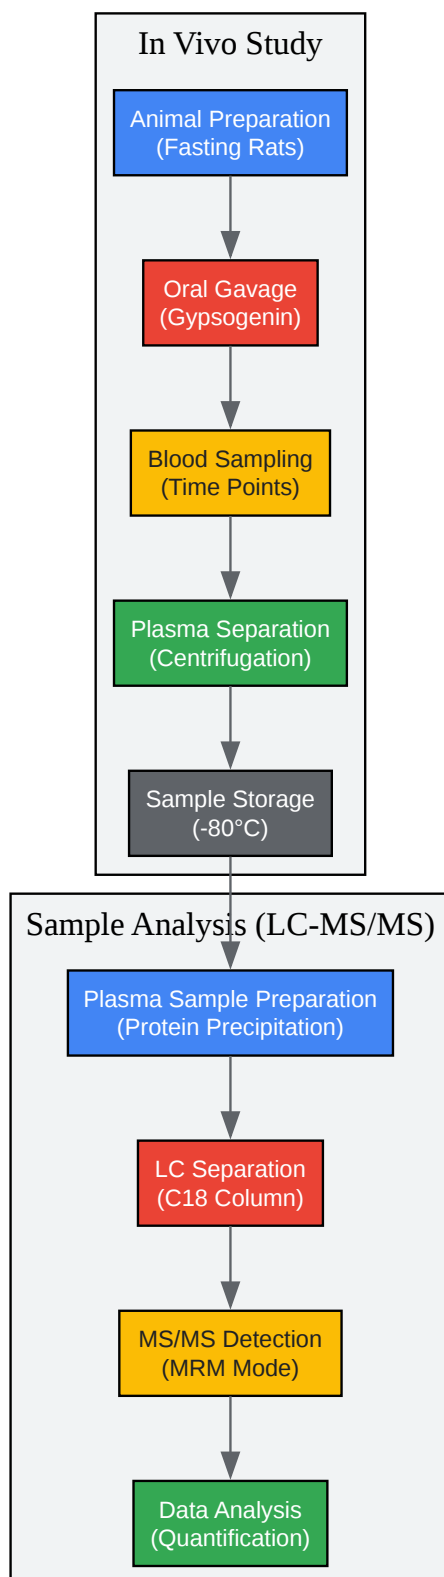 In Vivo Study
Animal Preparation
(Fasting Rats)
Oral Gavage
(Gypsogenin)
Blood Sampling
(Time Points)
Plasma Separation
(Centrifugation)
Sample Storage
(-80°C)
Sample Analysis (LC-MS/MS)
Plasma Sample Preparation
(Protein Precipitation)
LC Separation
(C18 Column)
MS/MS Detection
(MRM Mode)
Data Analysis
(Quantification)